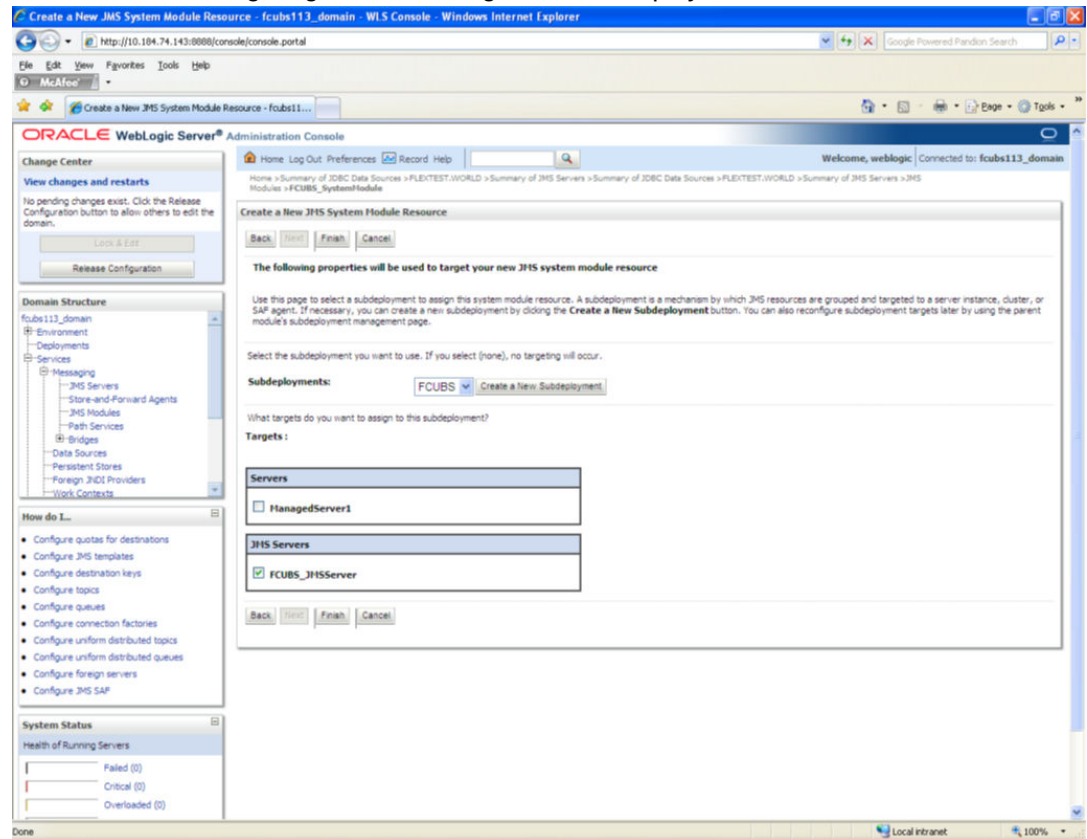 Create a New JMS System Module Resource - fcubs113_domain - WLS Console - Windows Internet Explorer
http://10.184.74.143:8888/console/console.portal
Google Powered Pandion Search
File Edit View Favorites Tools Help
McAfee
Create a New JMS System Module Resource - fcubs11...
Page Tools
ORACLE WebLogic Server® Administration Console
Change Center
View changes and restarts
No pending changes exist. Click the Release
Configuration button to allow others to edit the
domain.
Lock & Edit
Release Configuration
Domain Structure
fcubs113_domain
Environment
Deployments
Services
Messaging
JMS Servers
Store-and-Forward Agents
JMS Modules
Path Services
Bridges
Data Sources
Persistent Stores
Foreign JNDI Providers
Work Contexts
How do I...
Configure quotas for destinations
Configure JMS templates
Configure destination keys
Configure topics
Configure queues
Configure connection factories
Configure uniform distributed topics
Configure uniform distributed queues
Configure foreign servers
Configure JMS SAF
System Status
Health of Running Servers
Failed (0)
Critical (0)
Overloaded (0)
Home Log Out Preferences Record Help
Welcome, weblogic Connected to: fcubs113_domain
Home >Summary of JDBC Data Sources >FLEXTEST.WORLD >Summary of JMS Servers >Summary of JDBC Data Sources >FLEXTEST.WORLD >Summary of JMS Servers >JMS
Modules >FCUBS_SystemModule
Create a New JMS System Module Resource
Back Next Finish Cancel
The following properties will be used to target your new JMS system module resource
Use this page to select a subdeployment to assign this system module resource. A subdeployment is a mechanism by which JMS resources are grouped and targeted to a server instance, cluster, or
SAF agent. If necessary, you can create a new subdeployment by clicking the Create a New Subdeployment button. You can also reconfigure subdeployment targets later by using the parent
module's subdeployment management page.
Select the subdeployment you want to use. If you select (none), no targeting will occur.
Subdeployments: FCUBS Create a New Subdeployment
What targets do you want to assign to this subdeployment?
Targets :
Servers
ManagedServer1
JMS Servers
FCUBS_JMSServer
Back Next Finish Cancel
Done
Local intranet
100%